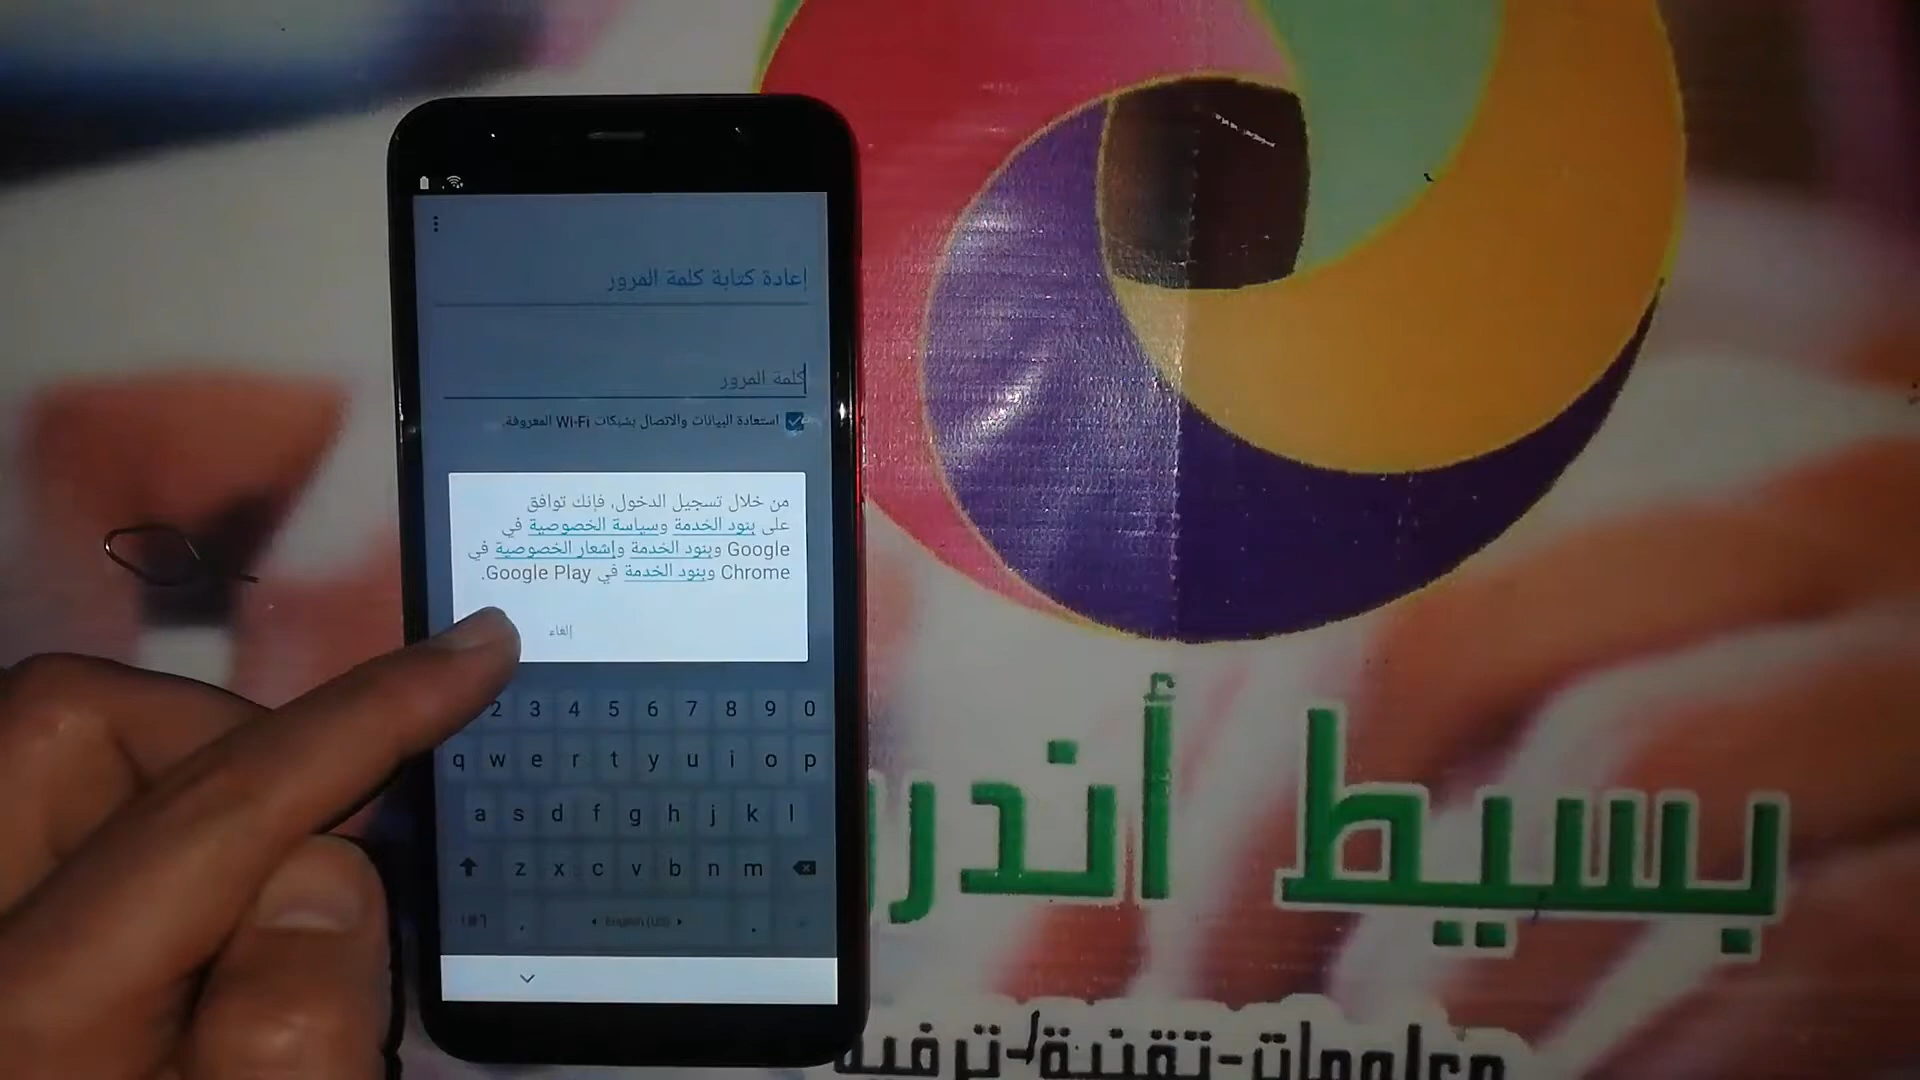 إعادة كتابة كلمة المرور
كلمة المرور
استعادة البيانات والاتصال بشبكات Wi-Fi المعروفة.
من خلال تسجيل الدخول، فإنك توافق
على بنود الخدمة وسياسة الخصوصية في
Google وبنود الخدمة وإشعار الخصوصية في
Chrome وبنود الخدمة في Google Play.
إلغاء
2 3 4 5 6 7 8 9 0
q w e r t y u i o p
a s d f g h j k l
z x c v b n m
!#1 , English (US) .
بسيط أندرو
معلومات-تقنية-ترفيه